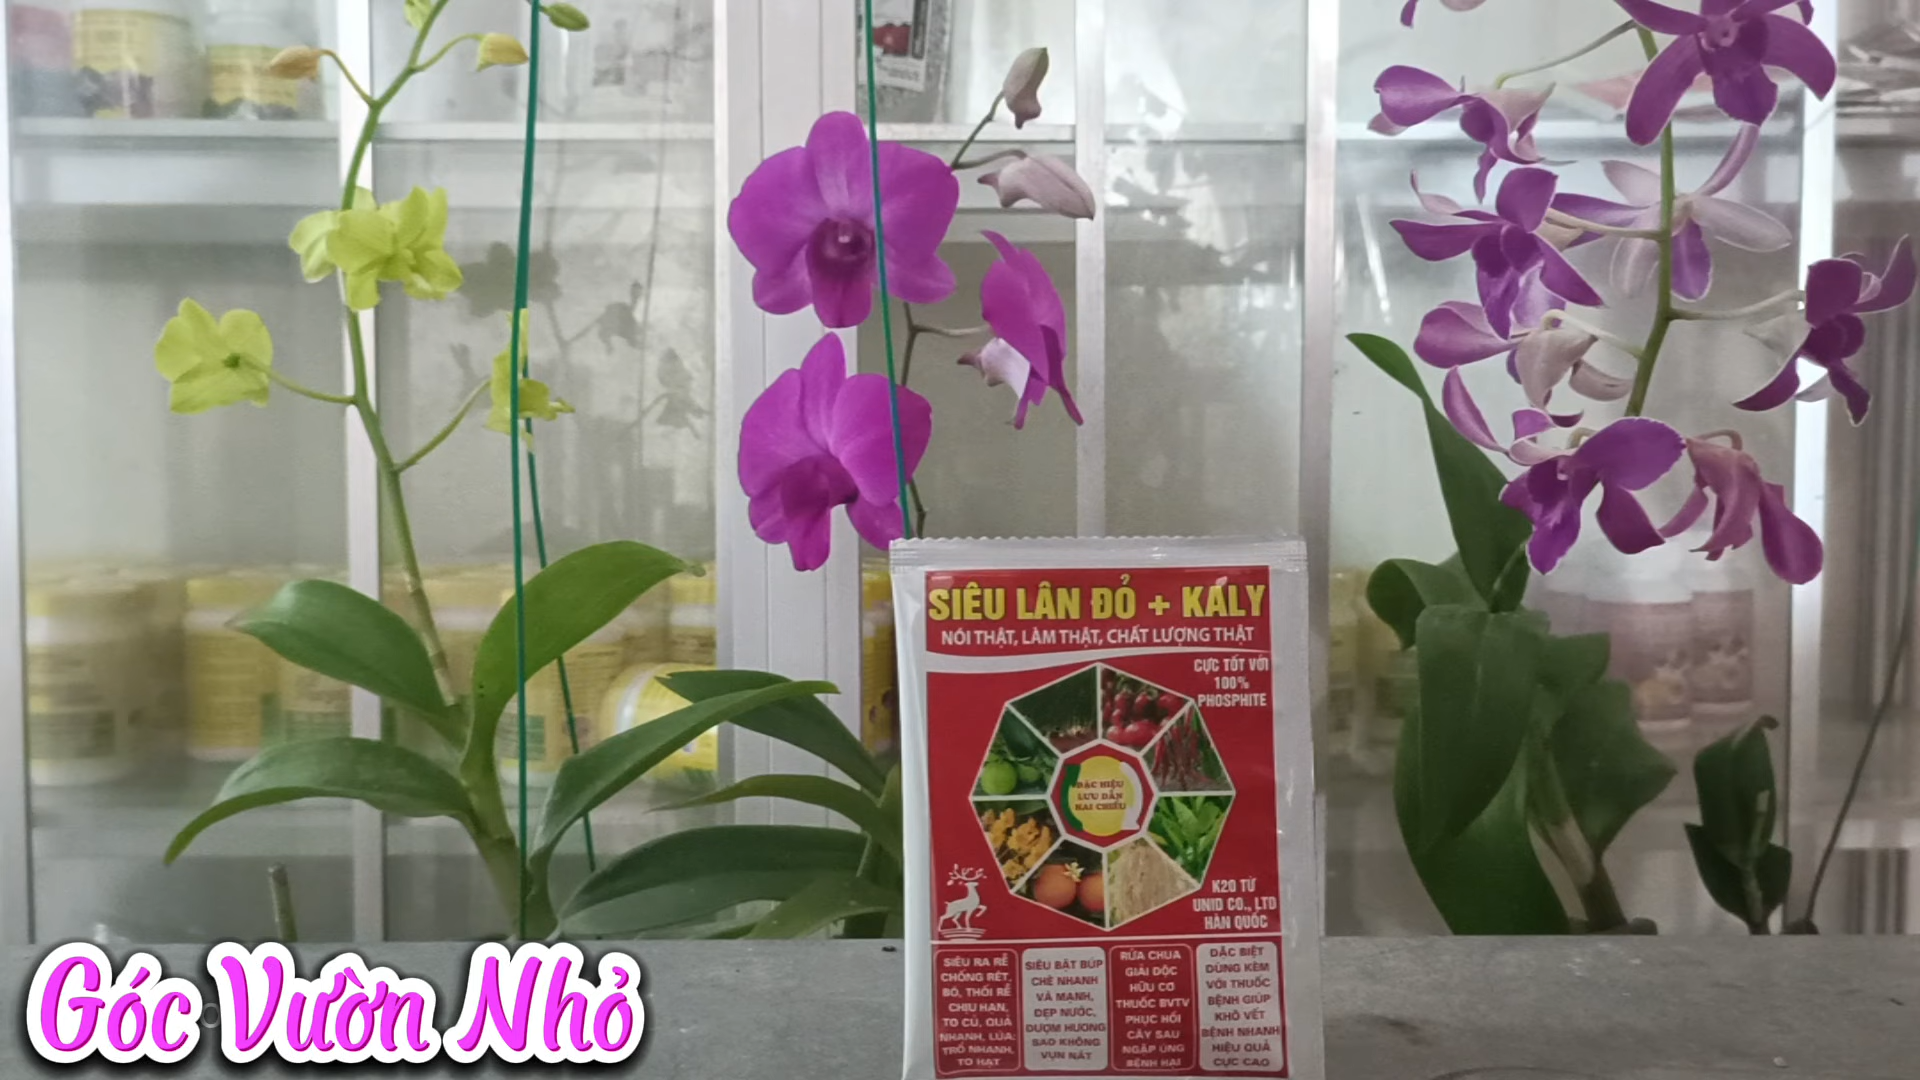 SIÊU LÂN ĐỎ + KALY
NÓI THẬT, LÀM THẬT, CHẤT LƯỢNG THẬT
CỰC TỐT VỚI
100%
PHOSPHITE
ĐẶC HIỆU
LƯU DẪN
HAI CHIỀU
K20 TỪ
UNID CO., LTD
HÀN QUỐC
SIÊU RA RỄ
CHỐNG RÉT,
BÓ, THỐI RỄ
CHỊU HẠN,
TO CỦ, QUẢ
NHANH, LÚA:
TRỔ NHANH,
TO HẠT
SIÊU BẬT BÚP
CHÈ NHANH
VÀ MẠNH,
ĐẸP NƯỚC,
ĐƯỢM HƯƠNG
SAO KHÔNG
VỤN NÁT
RỬA CHUA
GIẢI ĐỘC
HỮU CƠ
THUỐC BVTV
PHỤC HỒI
CÂY SAU
NGẬP ÚNG
BỆNH HẠI
ĐẶC BIỆT
DÙNG KÈM
VỚI THUỐC
BỆNH GIÚP
KHÔ VẾT
BỆNH NHANH
HIỆU QUẢ
CỰC CAO
Góc Vườn Nhỏ